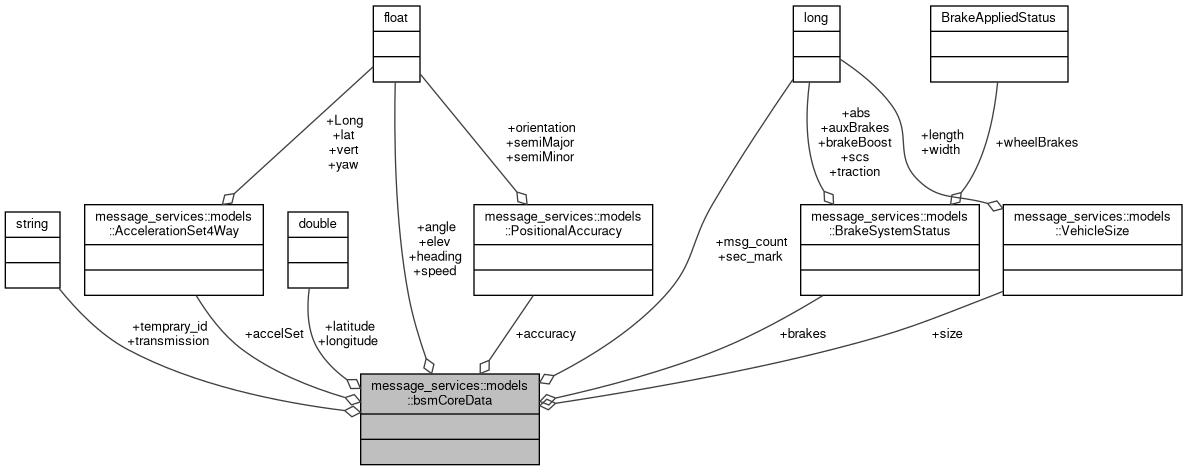 float
long
BrakeAppliedStatus
+Long
+lat
+vert
+yaw
+orientation
+semiMajor
+semiMinor
+abs
+auxBrakes
+brakeBoost
+scs
+traction
+length
+width
+wheelBrakes
string
message_services::models
::AccelerationSet4Way
double
message_services::models
::PositionalAccuracy
message_services::models
::BrakeSystemStatus
message_services::models
::VehicleSize
+angle
+elev
+heading
+speed
+msg_count
+sec_mark
+temprary_id
+transmission
+accelSet
+latitude
+longitude
+accuracy
+brakes
+size
message_services::models
::bsmCoreData